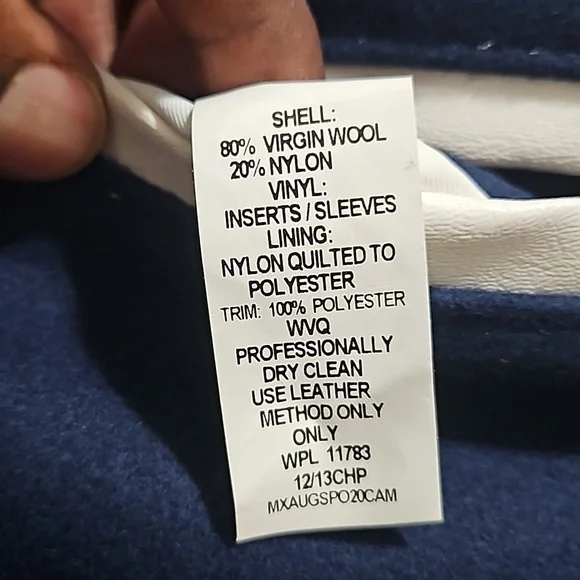 SHELL:
80% VIRGIN WOOL
20% NYLON
VINYL:
INSERTS / SLEEVES
LINING:
NYLON QUILTED TO
POLYESTER
TRIM: 100% POLYESTER
WVQ
PROFESSIONALLY
DRY CLEAN
USE LEATHER
METHOD ONLY
ONLY
WPL 11783
12/13CHP
MXAUGSPO20CAM